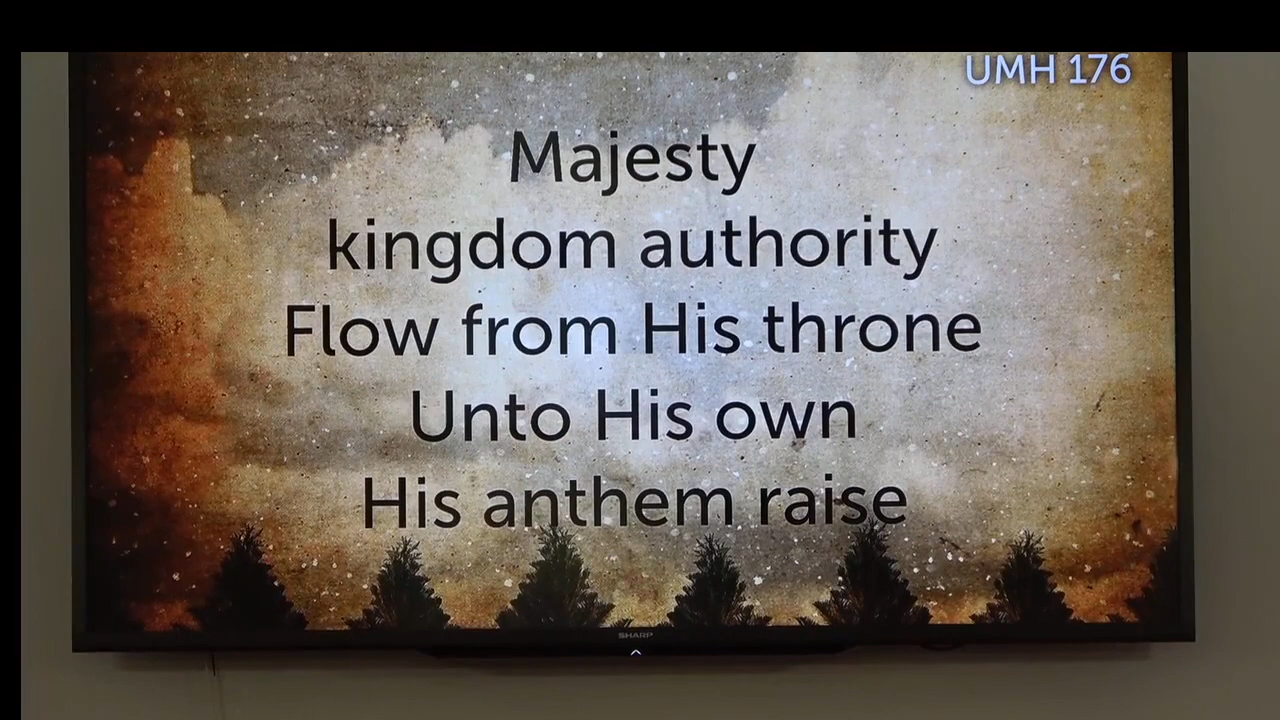 UMH 176
Majesty
kingdom authority
Flow from His throne
Unto His own
His anthem raise
SHARP